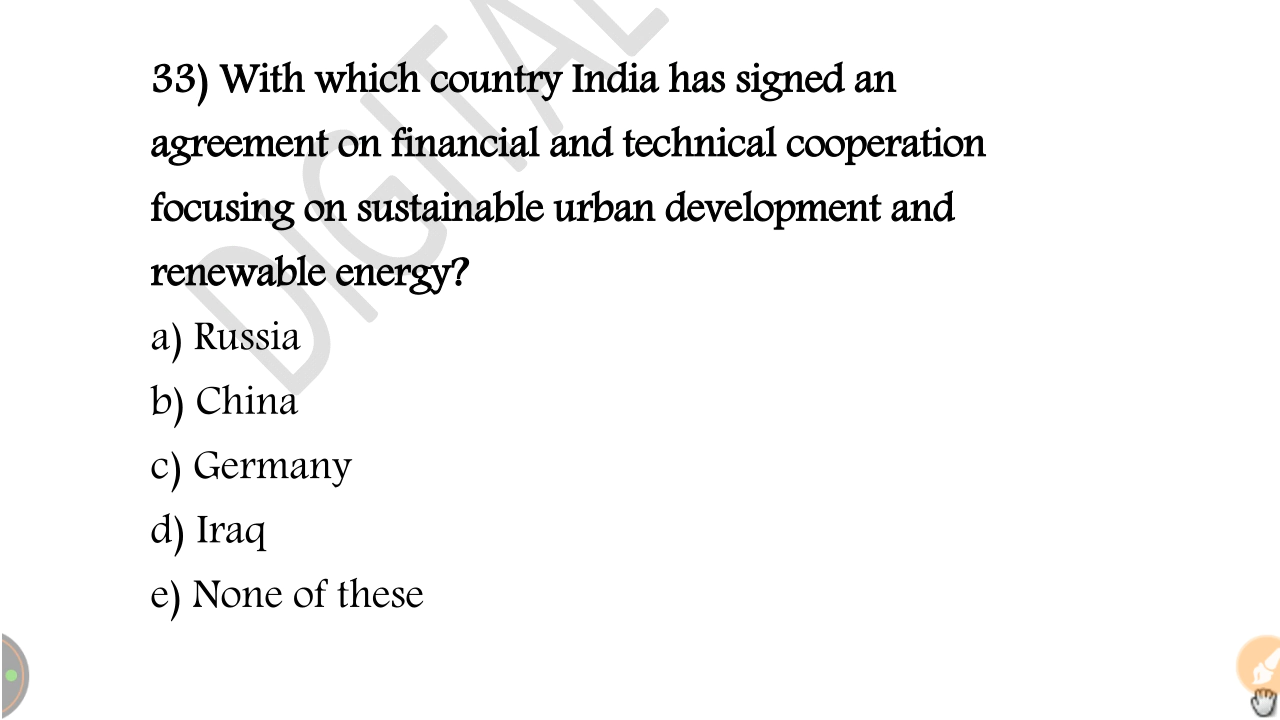 33) With which country India has signed an
agreement on financial and technical cooperation
focusing on sustainable urban development and
renewable energy?
a) Russia
b) China
c) Germany
d) Iraq
e) None of these
DIGITAL